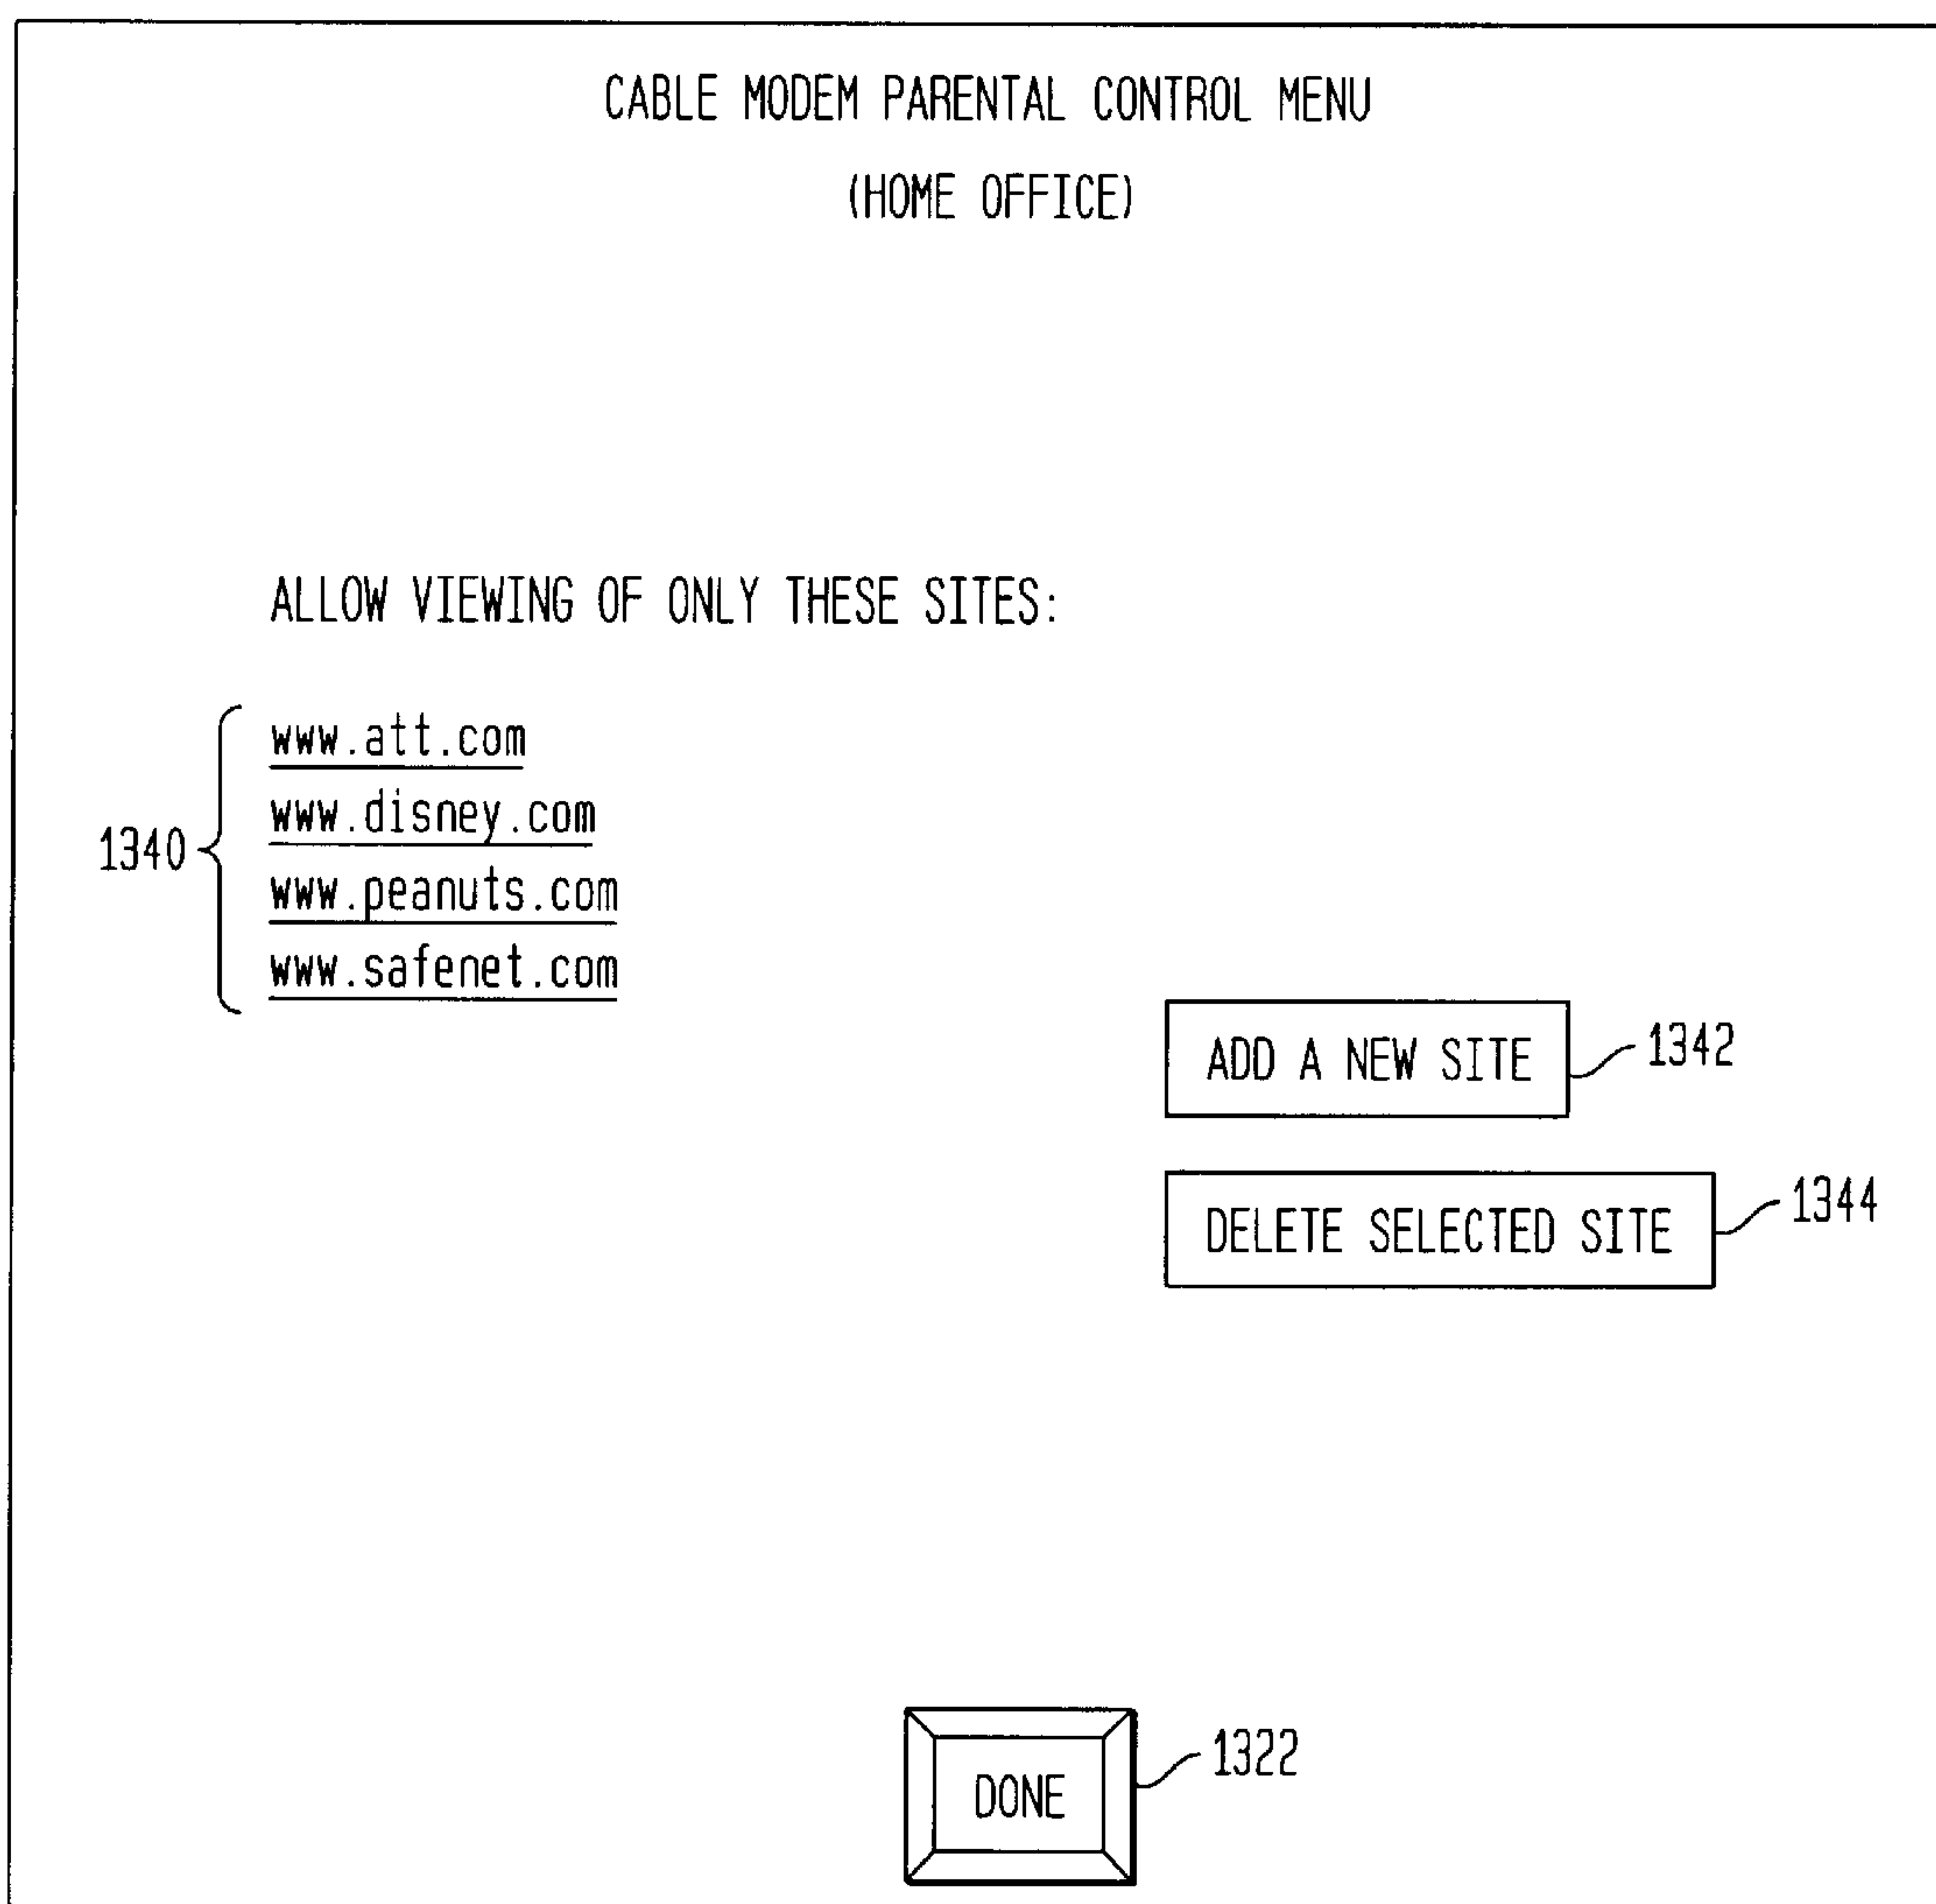 CABLE MODEM PARENTAL CONTROL MENU
(HOME OFFICE)
ALLOW VIEWING OF ONLY THESE SITES:
1340
www.att.com
www.disney.com
www.peanuts.com
www.safenet.com
ADD A NEW SITE
1342
DELETE SELECTED SITE
1344
DONE
1322